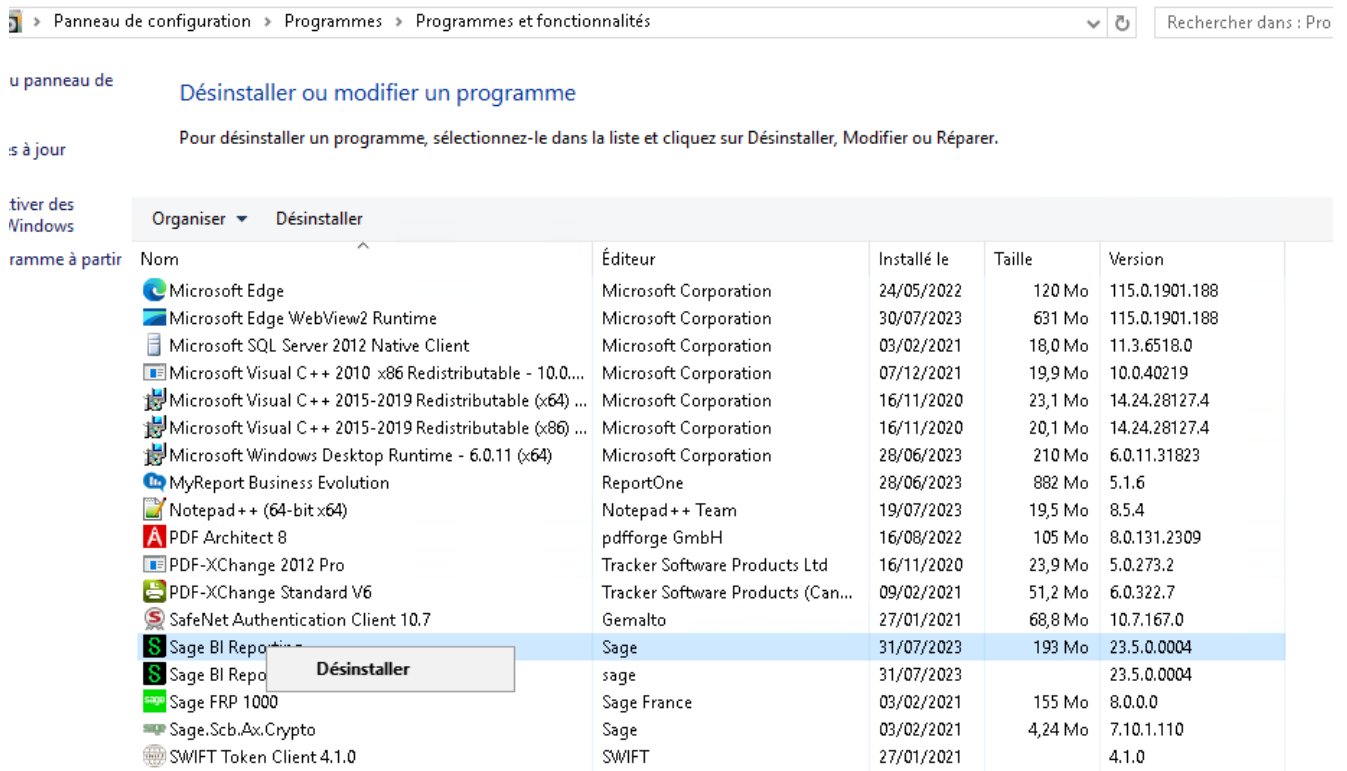 Panneau de configuration > Programmes > Programmes et fonctionnalités
Rechercher dans : Pro
u panneau de
Désinstaller ou modifier un programme
Pour désinstaller un programme, sélectionnez-le dans la liste et cliquez sur Désinstaller, Modifier ou Réparer.
s à jour
tiver des
Windows
ramme à partir
Organiser Désinstaller
Nom Éditeur Installé le Taille Version
Microsoft Edge Microsoft Corporation 24/05/2022 120 Mo 115.0.1901.188
Microsoft Edge WebView2 Runtime Microsoft Corporation 30/07/2023 631 Mo 115.0.1901.188
Microsoft SQL Server 2012 Native Client Microsoft Corporation 03/02/2021 18,0 Mo 11.3.6518.0
Microsoft Visual C++ 2010 x86 Redistributable - 10.0.... Microsoft Corporation 07/12/2021 19,9 Mo 10.0.40219
Microsoft Visual C++ 2015-2019 Redistributable (x64) ... Microsoft Corporation 16/11/2020 23,1 Mo 14.24.28127.4
Microsoft Visual C++ 2015-2019 Redistributable (x86) ... Microsoft Corporation 16/11/2020 20,1 Mo 14.24.28127.4
Microsoft Windows Desktop Runtime - 6.0.11 (x64) Microsoft Corporation 28/06/2023 210 Mo 6.0.11.31823
MyReport Business Evolution ReportOne 28/06/2023 882 Mo 5.1.6
Notepad++ (64-bit x64) Notepad++ Team 19/07/2023 19,5 Mo 8.5.4
PDF Architect 8 pdfforge GmbH 16/08/2022 105 Mo 8.0.131.2309
PDF-XChange 2012 Pro Tracker Software Products Ltd 16/11/2020 23,9 Mo 5.0.273.2
PDF-XChange Standard V6 Tracker Software Products (Can... 09/02/2021 51,2 Mo 6.0.322.7
SafeNet Authentication Client 10.7 Gemalto 27/01/2021 68,8 Mo 10.7.167.0
Sage BI Reporting Sage 31/07/2023 193 Mo 23.5.0.0004
Désinstaller
Sage BI Repo sage 31/07/2023 23.5.0.0004
Sage FRP 1000 Sage France 03/02/2021 155 Mo 8.0.0.0
Sage.Scb.Ax.Crypto Sage 03/02/2021 4,24 Mo 7.10.1.110
SWIFT Token Client 4.1.0 SWIFT 27/01/2021 4.1.0